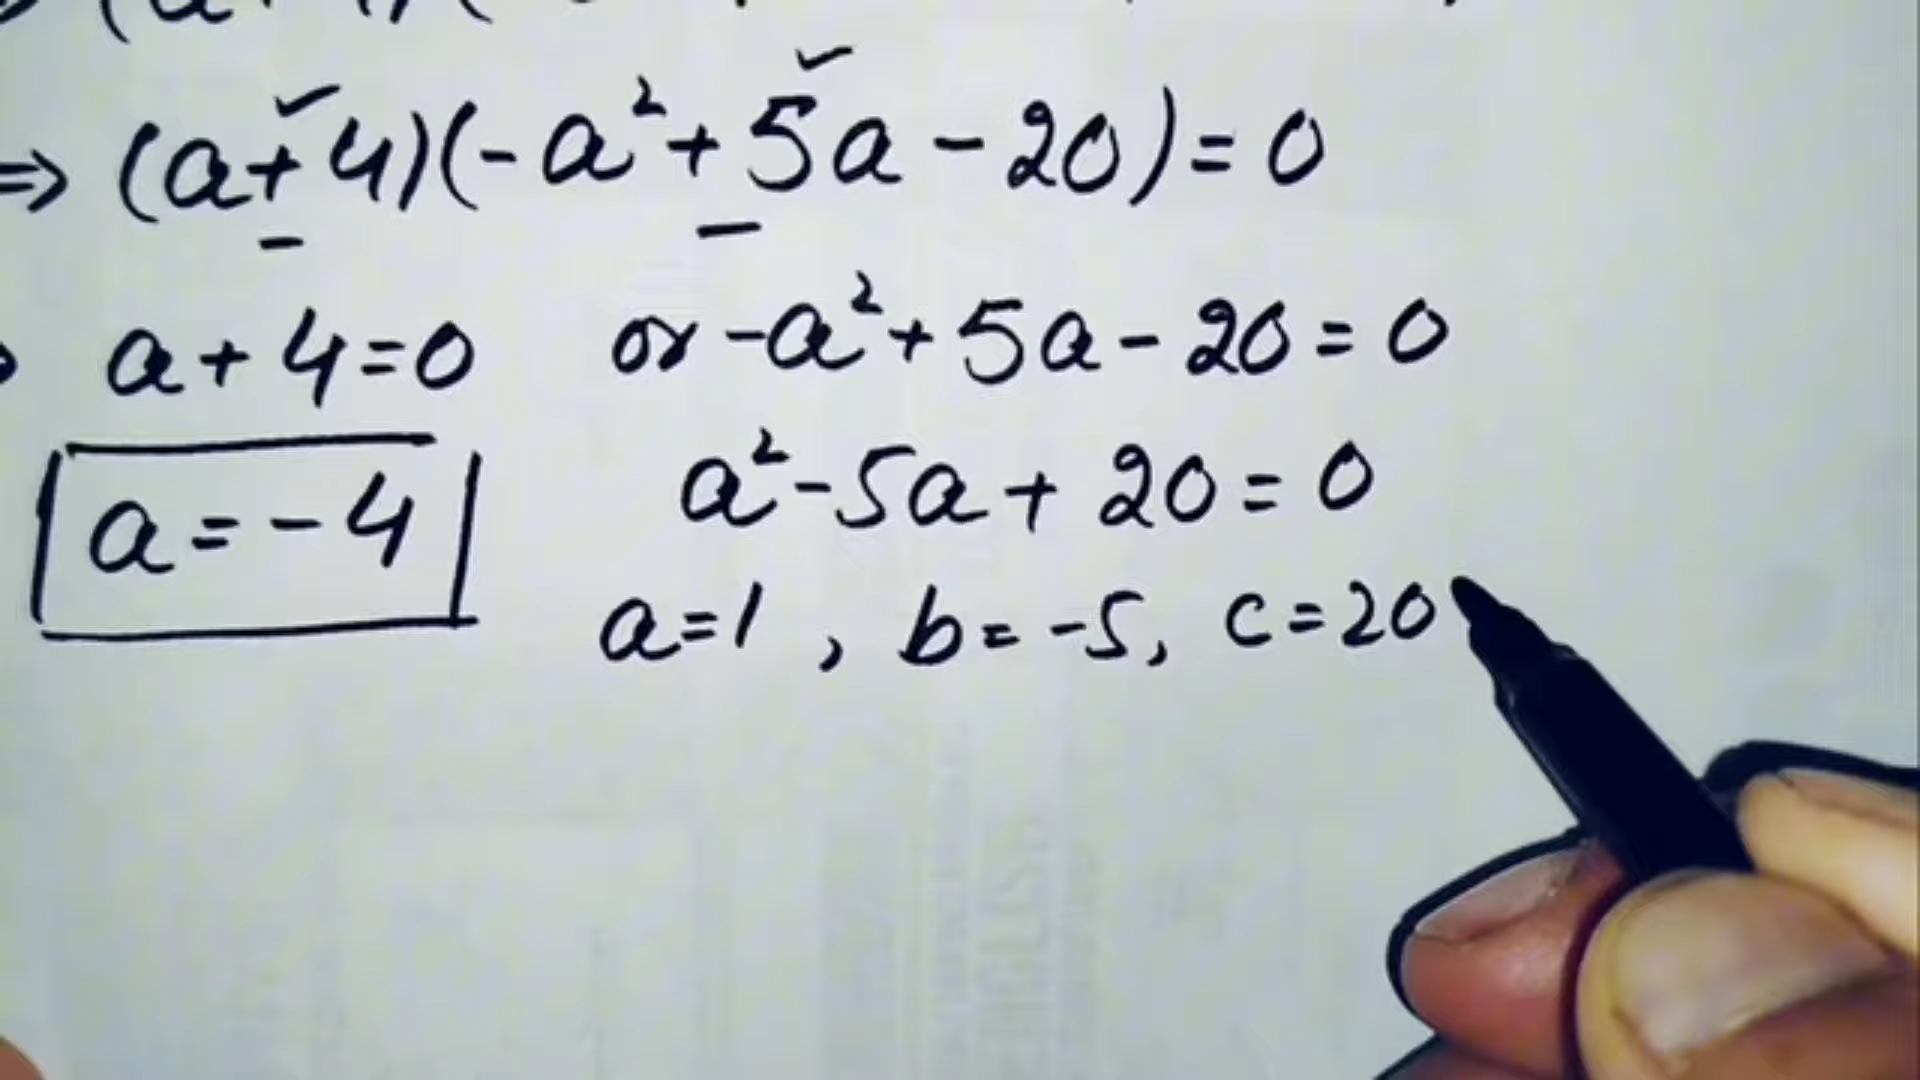 ⇒ (a+4)(-a²+5a-20)=0
a+4=0 or -a²+5a-20=0
a=-4 a²-5a+20=0
a=1, b=-5, c=20